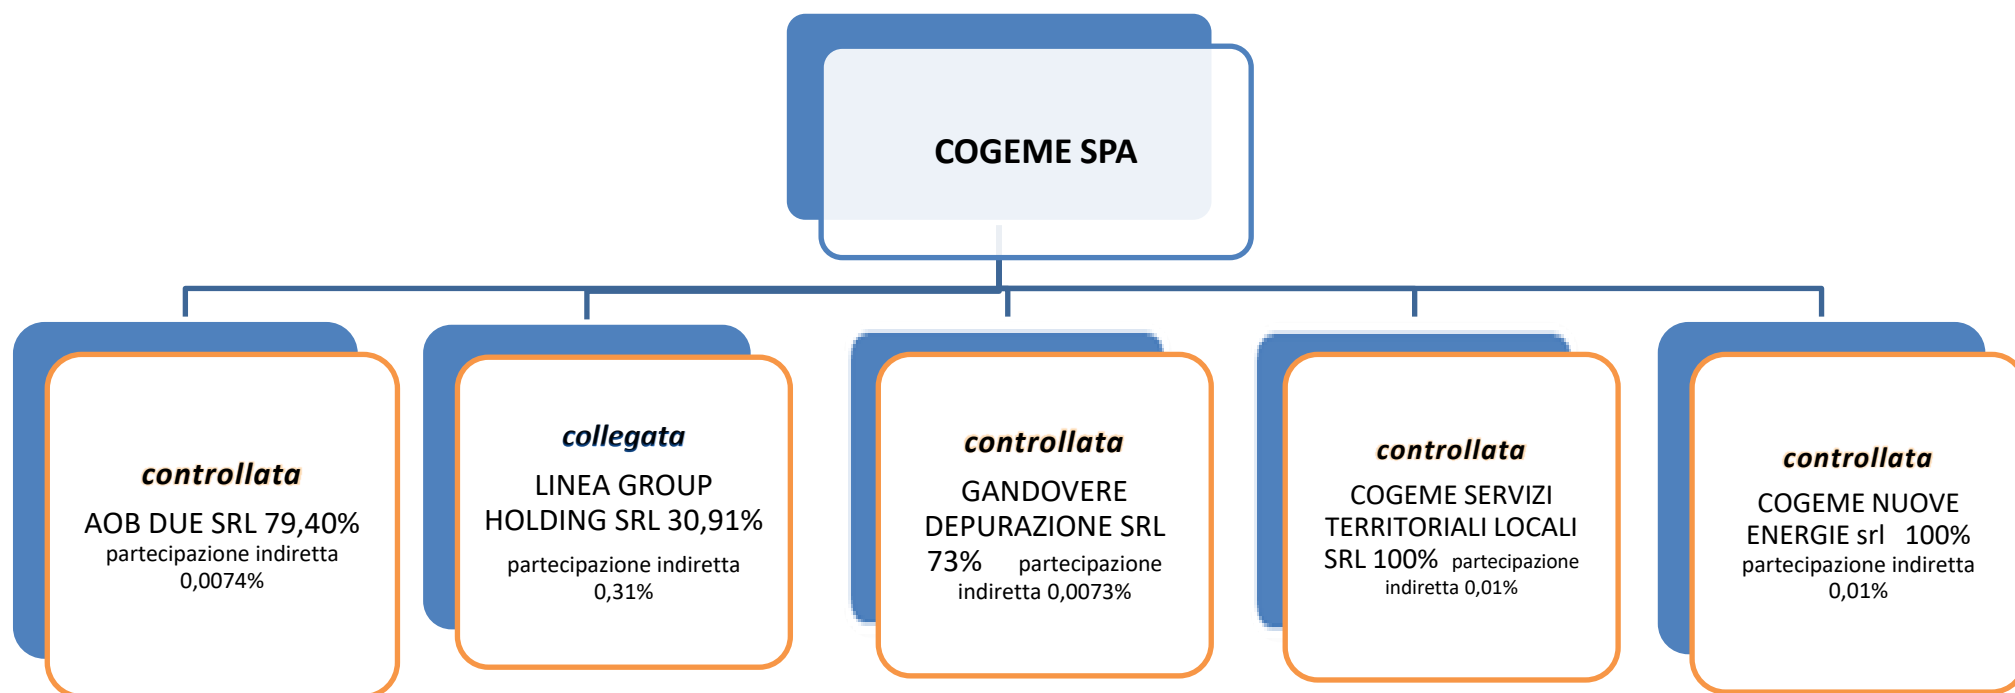 COGEME SPA
controllata
AOB DUE SRL 79,40%
partecipazione indiretta
0,0074%
collegata
LINEA GROUP
HOLDING SRL 30,91%
partecipazione indiretta
0,31%
controllata
GANDOVERE
DEPURAZIONE SRL
73% partecipazione
indiretta 0,0073%
controllata
COGEME SERVIZI
TERRITORIALI LOCALI
SRL 100% partecipazione
indiretta 0,01%
controllata
COGEME NUOVE
ENERGIE srl 100%
partecipazione indiretta
0,01%